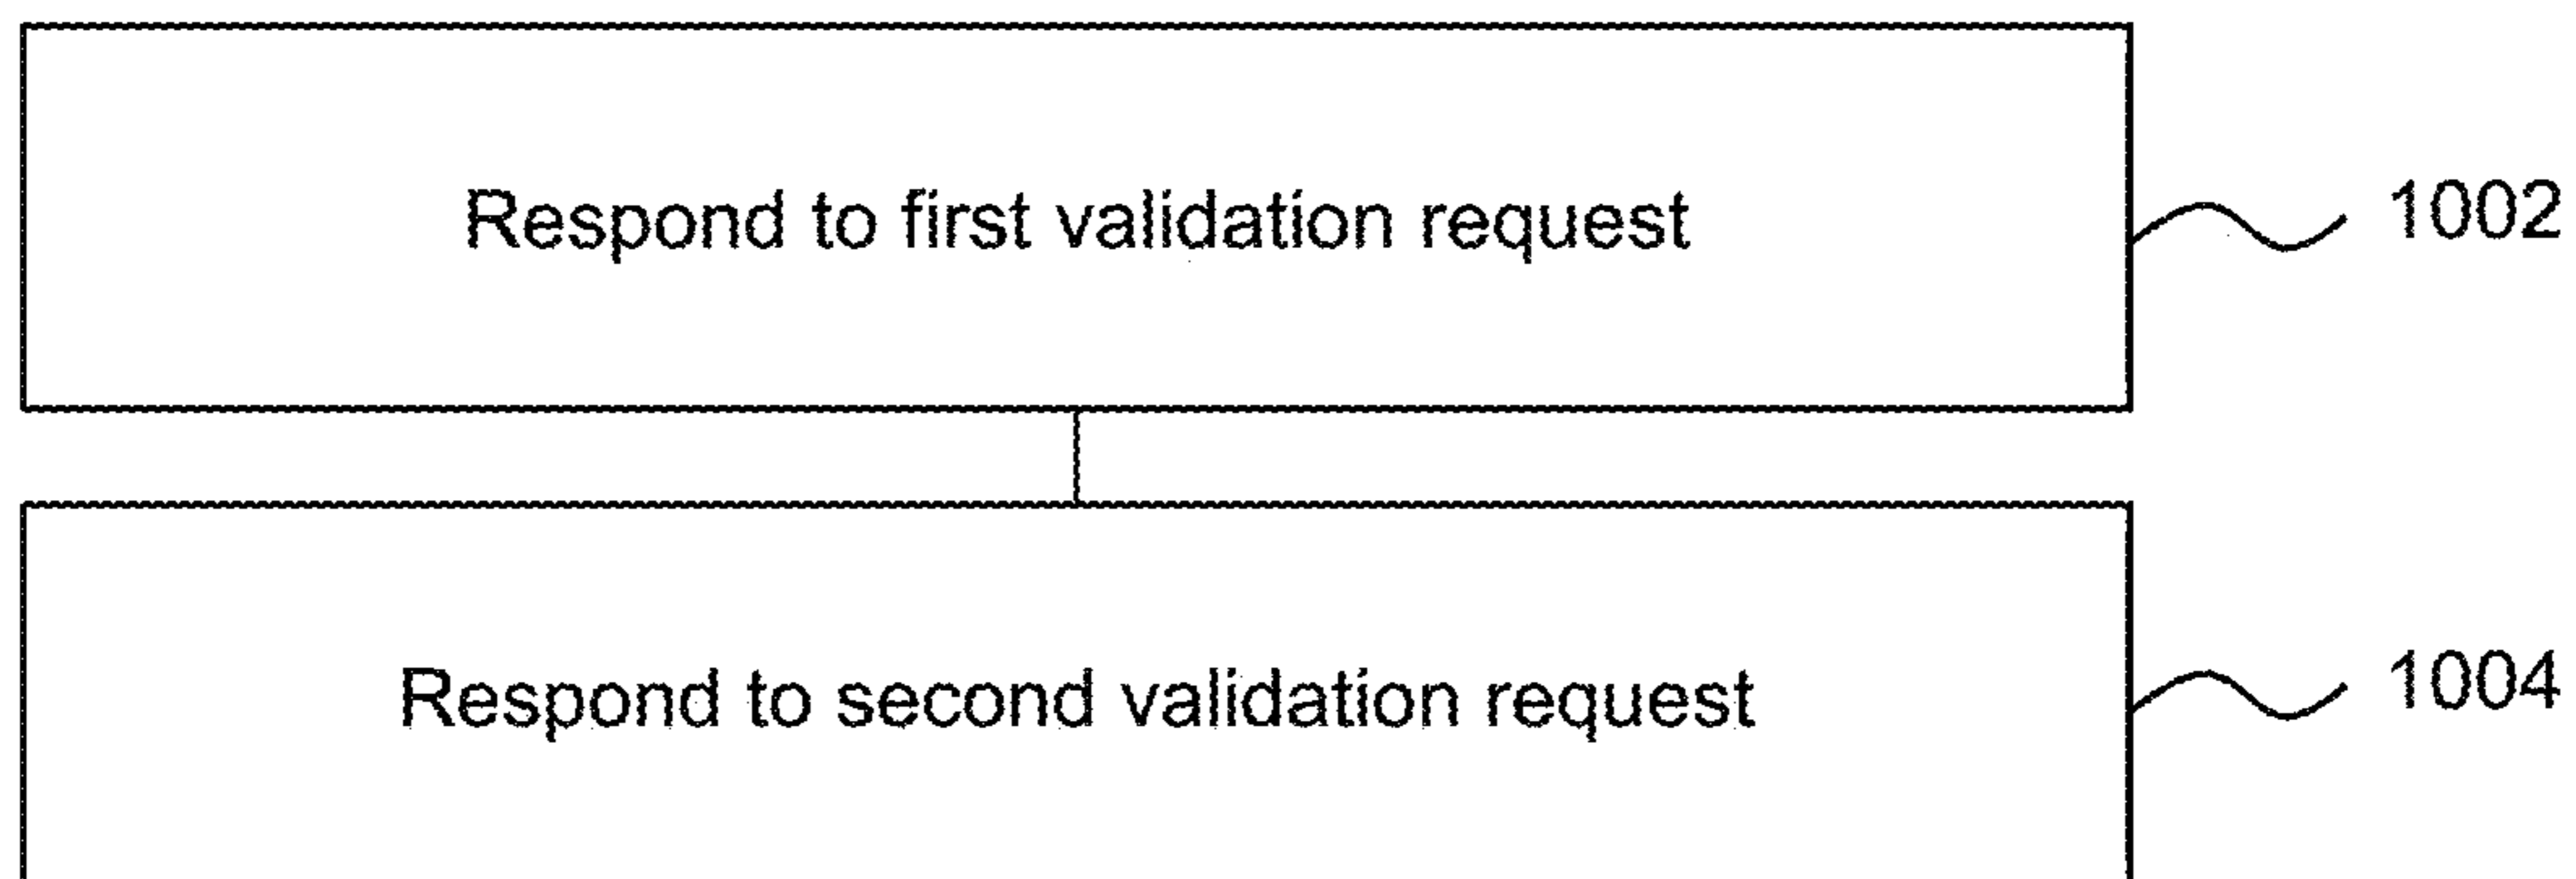 Respond to first validation request
1002
Respond to second validation request
1004